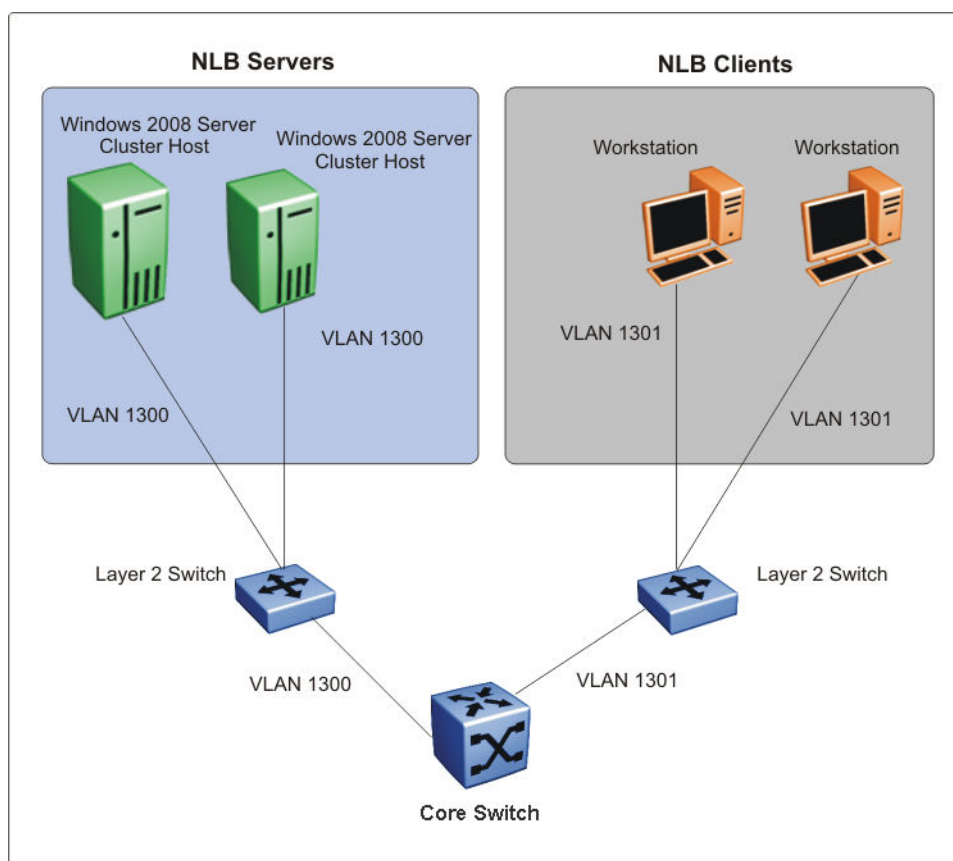 NLB Servers
NLB Clients
Windows 2008 Server
Cluster Host
Windows 2008 Server
Cluster Host
Workstation
Workstation
VLAN 1300
VLAN 1301
VLAN 1300
VLAN 1301
Layer 2 Switch
Layer 2 Switch
VLAN 1300
VLAN 1301
Core Switch